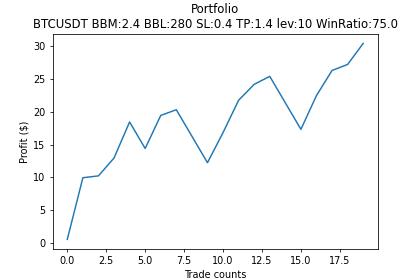 Portfolio
BTCUSDT BBM:2.4 BBL:280 SL:0.4 TP:1.4 lev:10 WinRatio:75.0
30
25
20
15
10
5
0
Profit ($)
0.0 2.5 5.0 7.5 10.0 12.5 15.0 17.5
Trade counts